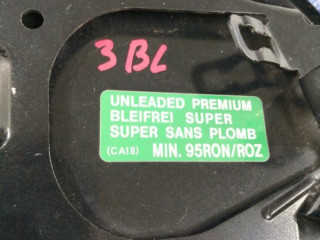 3BL
UNLEADED PREMIUM
BLEIFREI SUPER
SUPER SANS PLOMB
(CA18) MIN. 95RON/ROZ